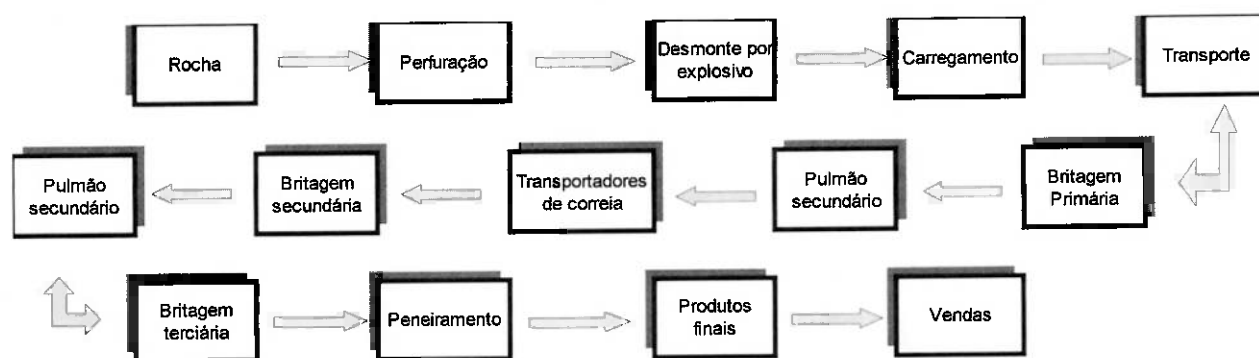 Rocha
Perfuração
Desmonte por
explosivo
Carregamento
Transporte
Pulmão
secundário
Britagem
secundária
Transportadores
de correia
Pulmão
secundário
Britagem
Primária
Britagem
terciária
Peneiramento
Produtos
finais
Vendas